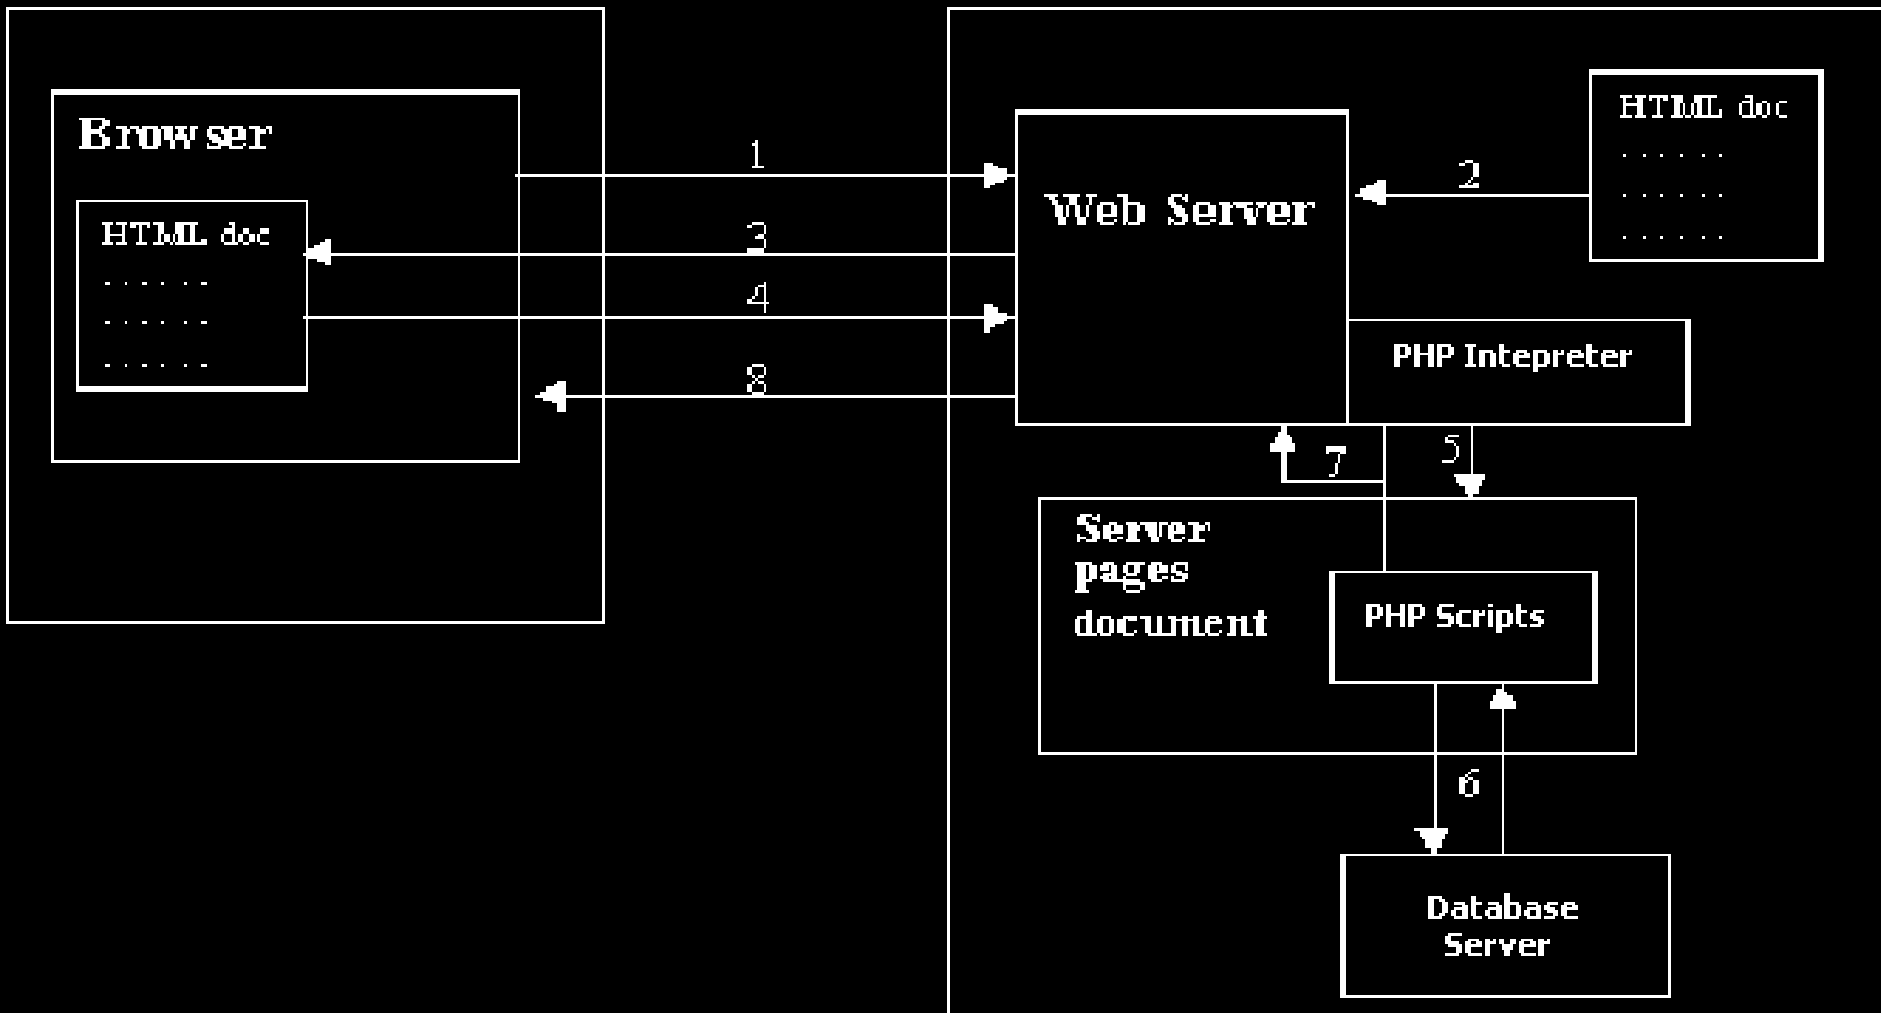 Browser
HTML doc
. . . . . .
. . . . . .
. . . . . .
1
3
4
8
Web Server
2
HTML doc
. . . . . .
. . . . . .
. . . . . .
PHP Intepreter
7
5
Server
pages
document
PHP Scripts
6
Database
Server